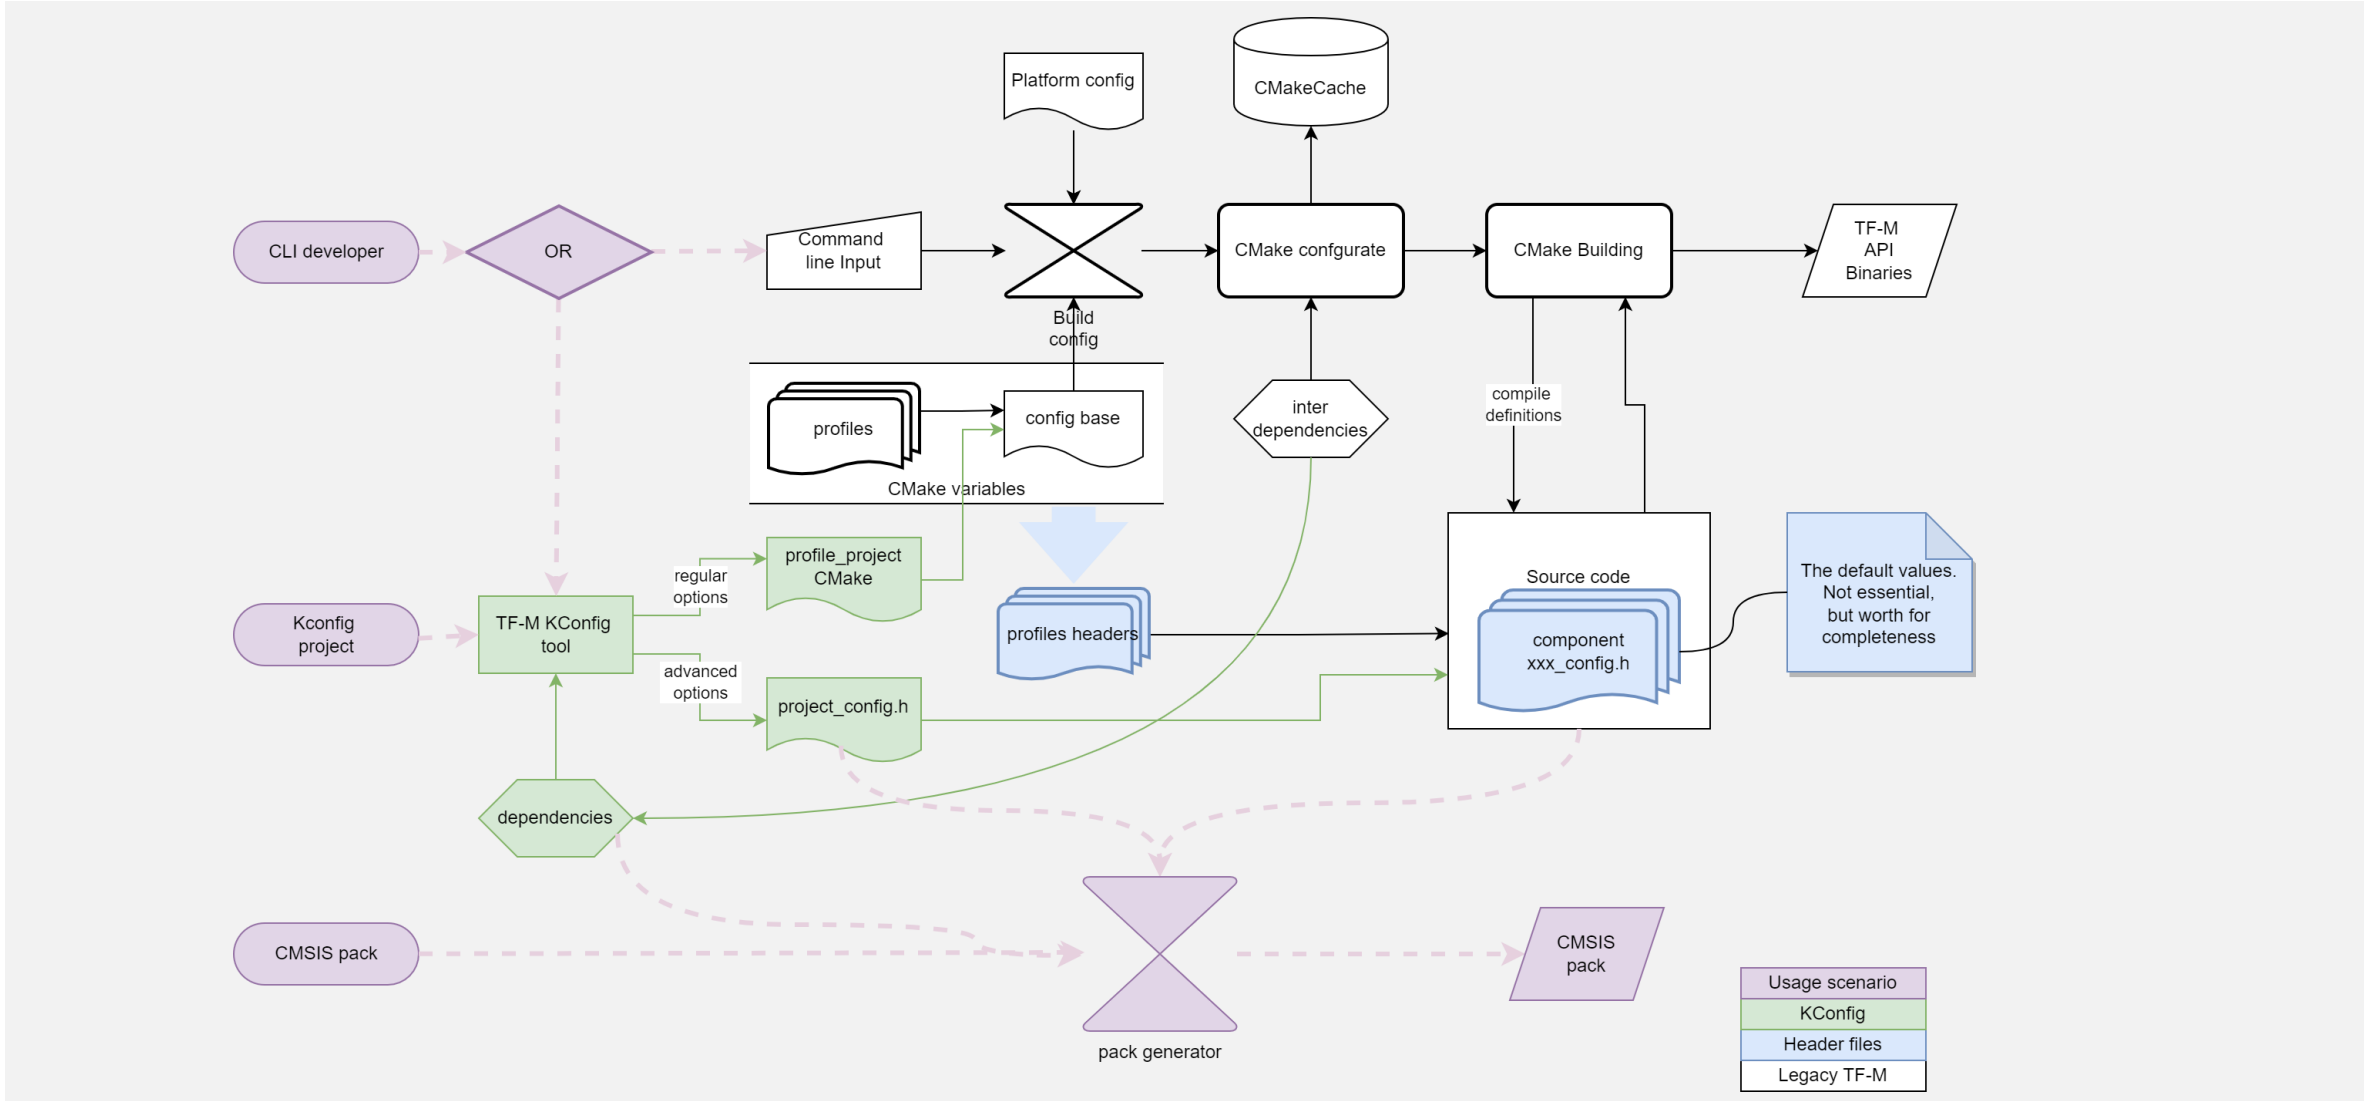 Platform config
CMakeCache
CLI developer
OR
Command
line Input
CMake confgurate
CMake Building
TF-M
API
Binaries
Build
config
profiles
config base
CMake variables
inter
dependencies
compile
definitions
Kconfig
project
TF-M KConfig
tool
regular
options
advanced
options
profile_project
CMake
project_config.h
profiles headers
Source code
component
xxx_config.h
The default values.
Not essential,
but worth for
completeness
dependencies
CMSIS pack
pack generator
CMSIS
pack
Usage scenario
KConfig
Header files
Legacy TF-M